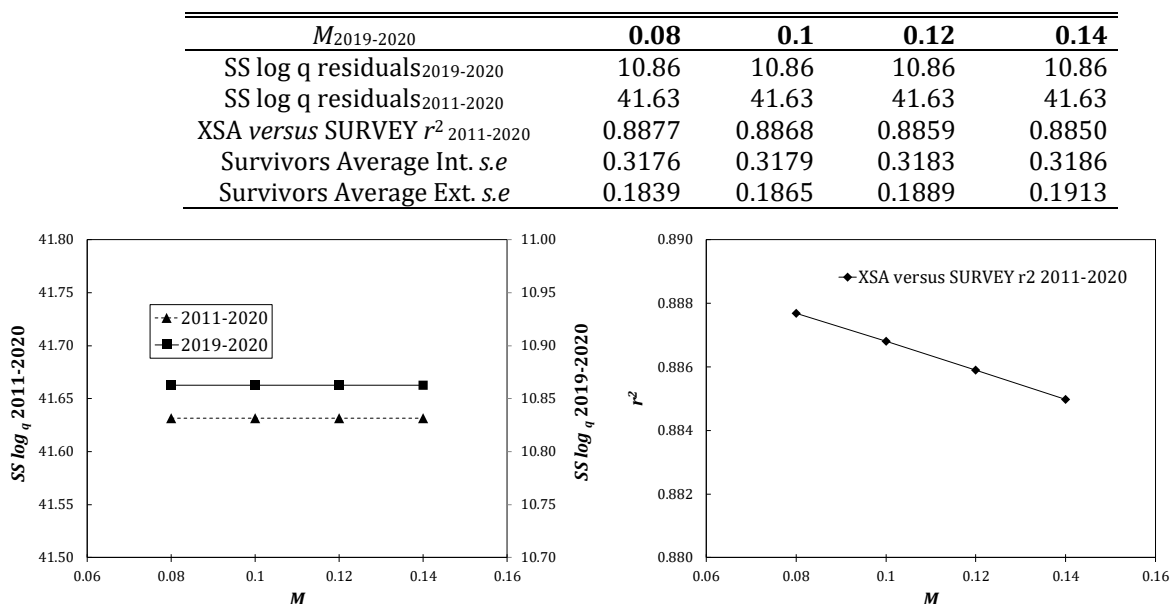 M2019-2020 0.08 0.1 0.12 0.14
SS log q residuals2019-2020 10.86 10.86 10.86 10.86
SS log q residuals2011-2020 41.63 41.63 41.63 41.63
XSA versus SURVEY r2 2011-2020 0.8877 0.8868 0.8859 0.8850
Survivors Average Int. s.e 0.3176 0.3179 0.3183 0.3186
Survivors Average Ext. s.e 0.1839 0.1865 0.1889 0.1913
SS log q 2011-2020
41.80
41.75
41.70
41.65
41.60
41.55
41.50
0.06 0.08 0.1 0.12 0.14 0.16
M
2011-2020
2019-2020
11.00
10.95
10.90
10.85
10.80
10.75
10.70
SS log q 2019-2020
r2
0.890
0.888
0.886
0.884
0.882
0.880
0.06 0.08 0.1 0.12 0.14 0.16
M
XSA versus SURVEY r2 2011-2020